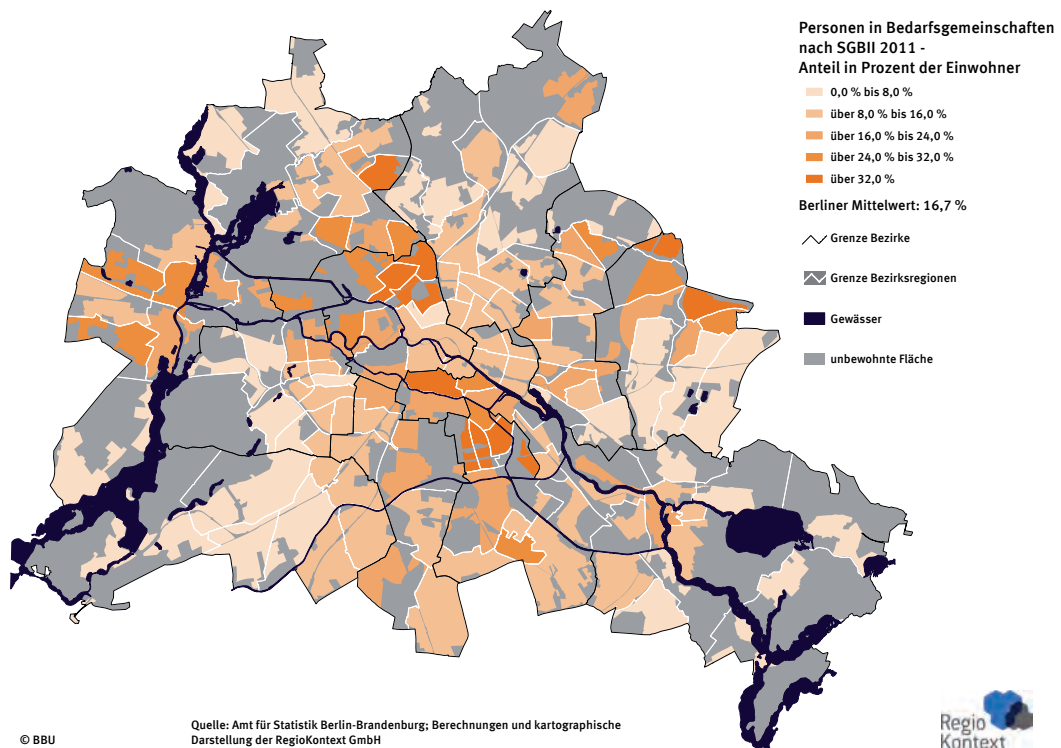 Personen in Bedarfsgemeinschaften
nach SGBII 2011 -
Anteil in Prozent der Einwohner
0,0 % bis 8,0 %
über 8,0 % bis 16,0 %
über 16,0 % bis 24,0 %
über 24,0 % bis 32,0 %
über 32,0 %
Berliner Mittelwert: 16,7 %
Grenze Bezirke
Grenze Bezirksregionen
Gewässer
unbewohnte Fläche
Quelle: Amt für Statistik Berlin-Brandenburg; Berechnungen und kartographische
Darstellung der RegioKontext GmbH
© BBU
Regio
Kontext